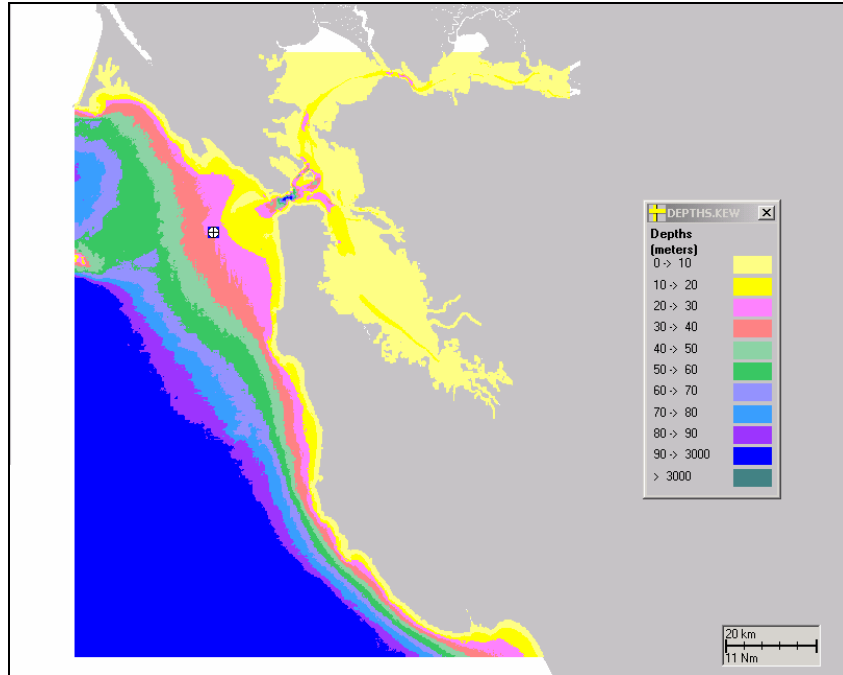 DEPTHS.KEW
Depths
(meters)
0 -> 10
10 -> 20
20 -> 30
30 -> 40
40 -> 50
50 -> 60
60 -> 70
70 -> 80
80 -> 90
90 -> 3000
> 3000
20 km
11 Nm